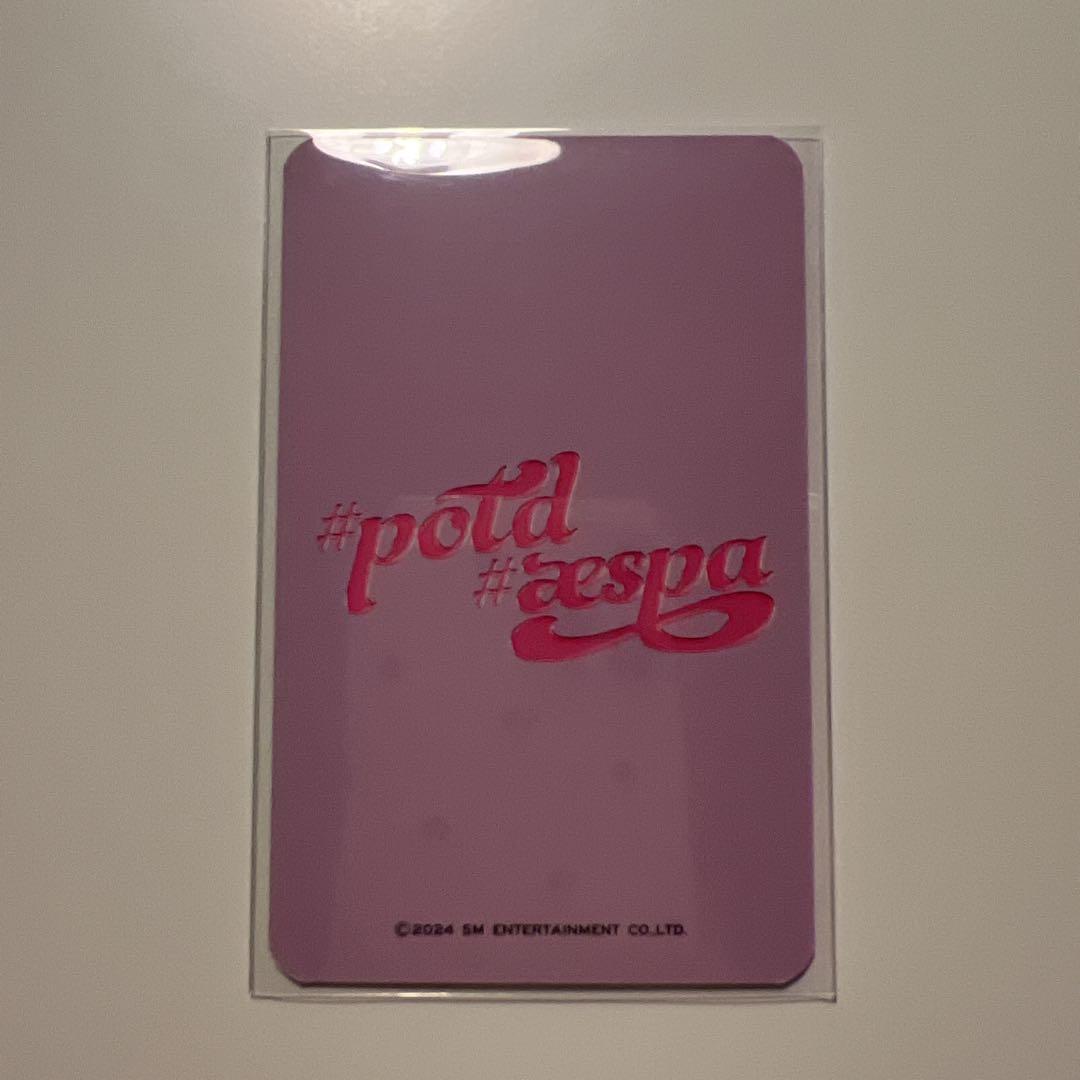 #potd
#æspa
©2024 SM ENTERTAINMENT CO.,LTD.